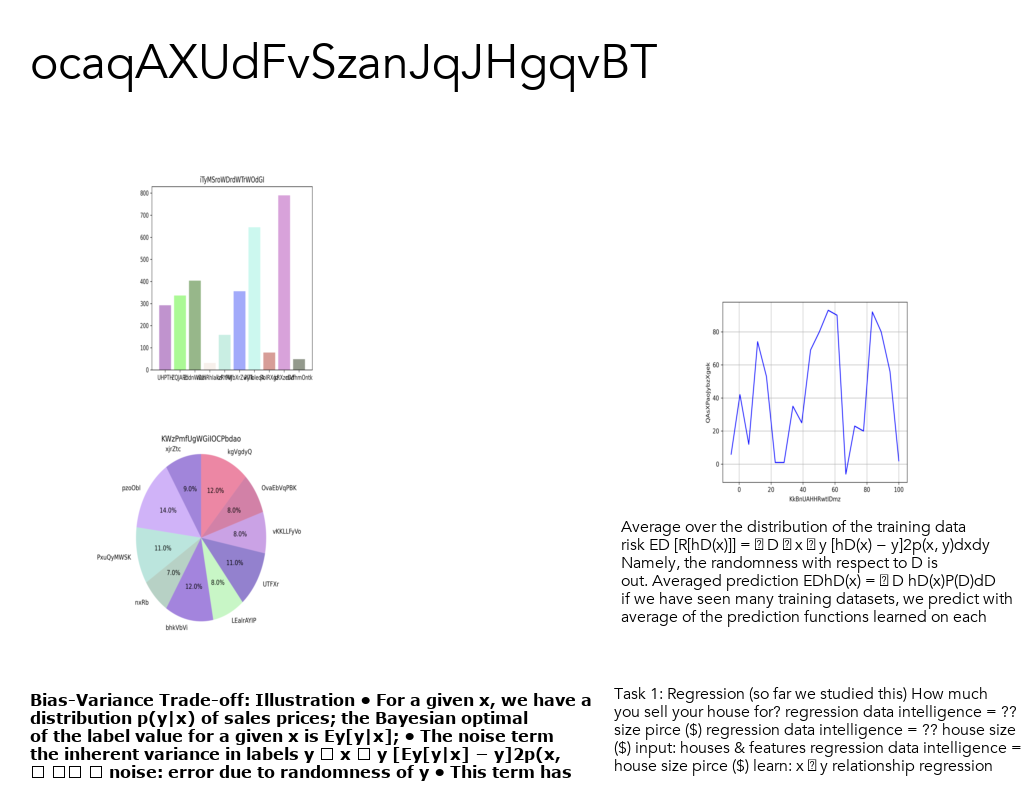 ocaqAXUdFvSzanJqJHgqvBT
iTyMSroWDrdWTrWOdGl
800
700
600
500
400
300
200
100
0
KWzPmfUgWGilOCPbdao
xjrZtc
kgVgdyQ
pzoObl
OvaEbVqPBK
9.0%
12.0%
14.0%
8.0%
8.0%
vKKLLFyVo
11.0%
PxuQyMWSK
11.0%
7.0%
12.0%
8.0%
UTFXr
nxRb
LEalrAYlP
bhkVbVl
80
60
40
20
0
QAsXPaoJybzXgek
0 20 40 60 80 100
KkBnUAHHRwtlDmz
Average over the distribution of the training data
risk ED [R[hD(x)]] = D x y [hD(x) − y]2p(x, y)dxdy
Namely, the randomness with respect to D is
out. Averaged prediction EDhD(x) = D hD(x)P(D)dD
if we have seen many training datasets, we predict with
average of the prediction functions learned on each
Bias-Variance Trade-off: Illustration • For a given x, we have a
distribution p(y|x) of sales prices; the Bayesian optimal
of the label value for a given x is Ey[y|x]; • The noise term
the inherent variance in labels y □ x □ y [Ey[y|x] − y]2p(x,
□ □□ □ noise: error due to randomness of y • This term has
Task 1: Regression (so far we studied this) How much
you sell your house for? regression data intelligence = ??
size pirce ($) regression data intelligence = ?? house size
($) input: houses & features regression data intelligence =
house size pirce ($) learn: x y relationship regression